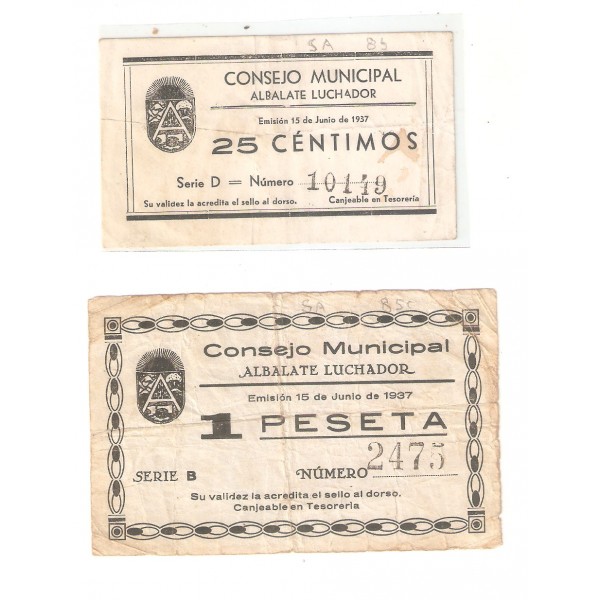 SA 85
CONSEJO MUNICIPAL
ALBALATE LUCHADOR
Emisión 15 de Junio de 1937
25 CÉNTIMOS
Serie D = Número 10149
Su validez la acredita el sello al dorso. Canjeable en Tesorería
SA
Consejo Municipal
ALBALATE LUCHADOR
Emisión 15 de Junio de 1937
1 PESETA
SERIE B NÚMERO 2475
Su validez la acredita el sello al dorso.
Canjeable en Tesorería